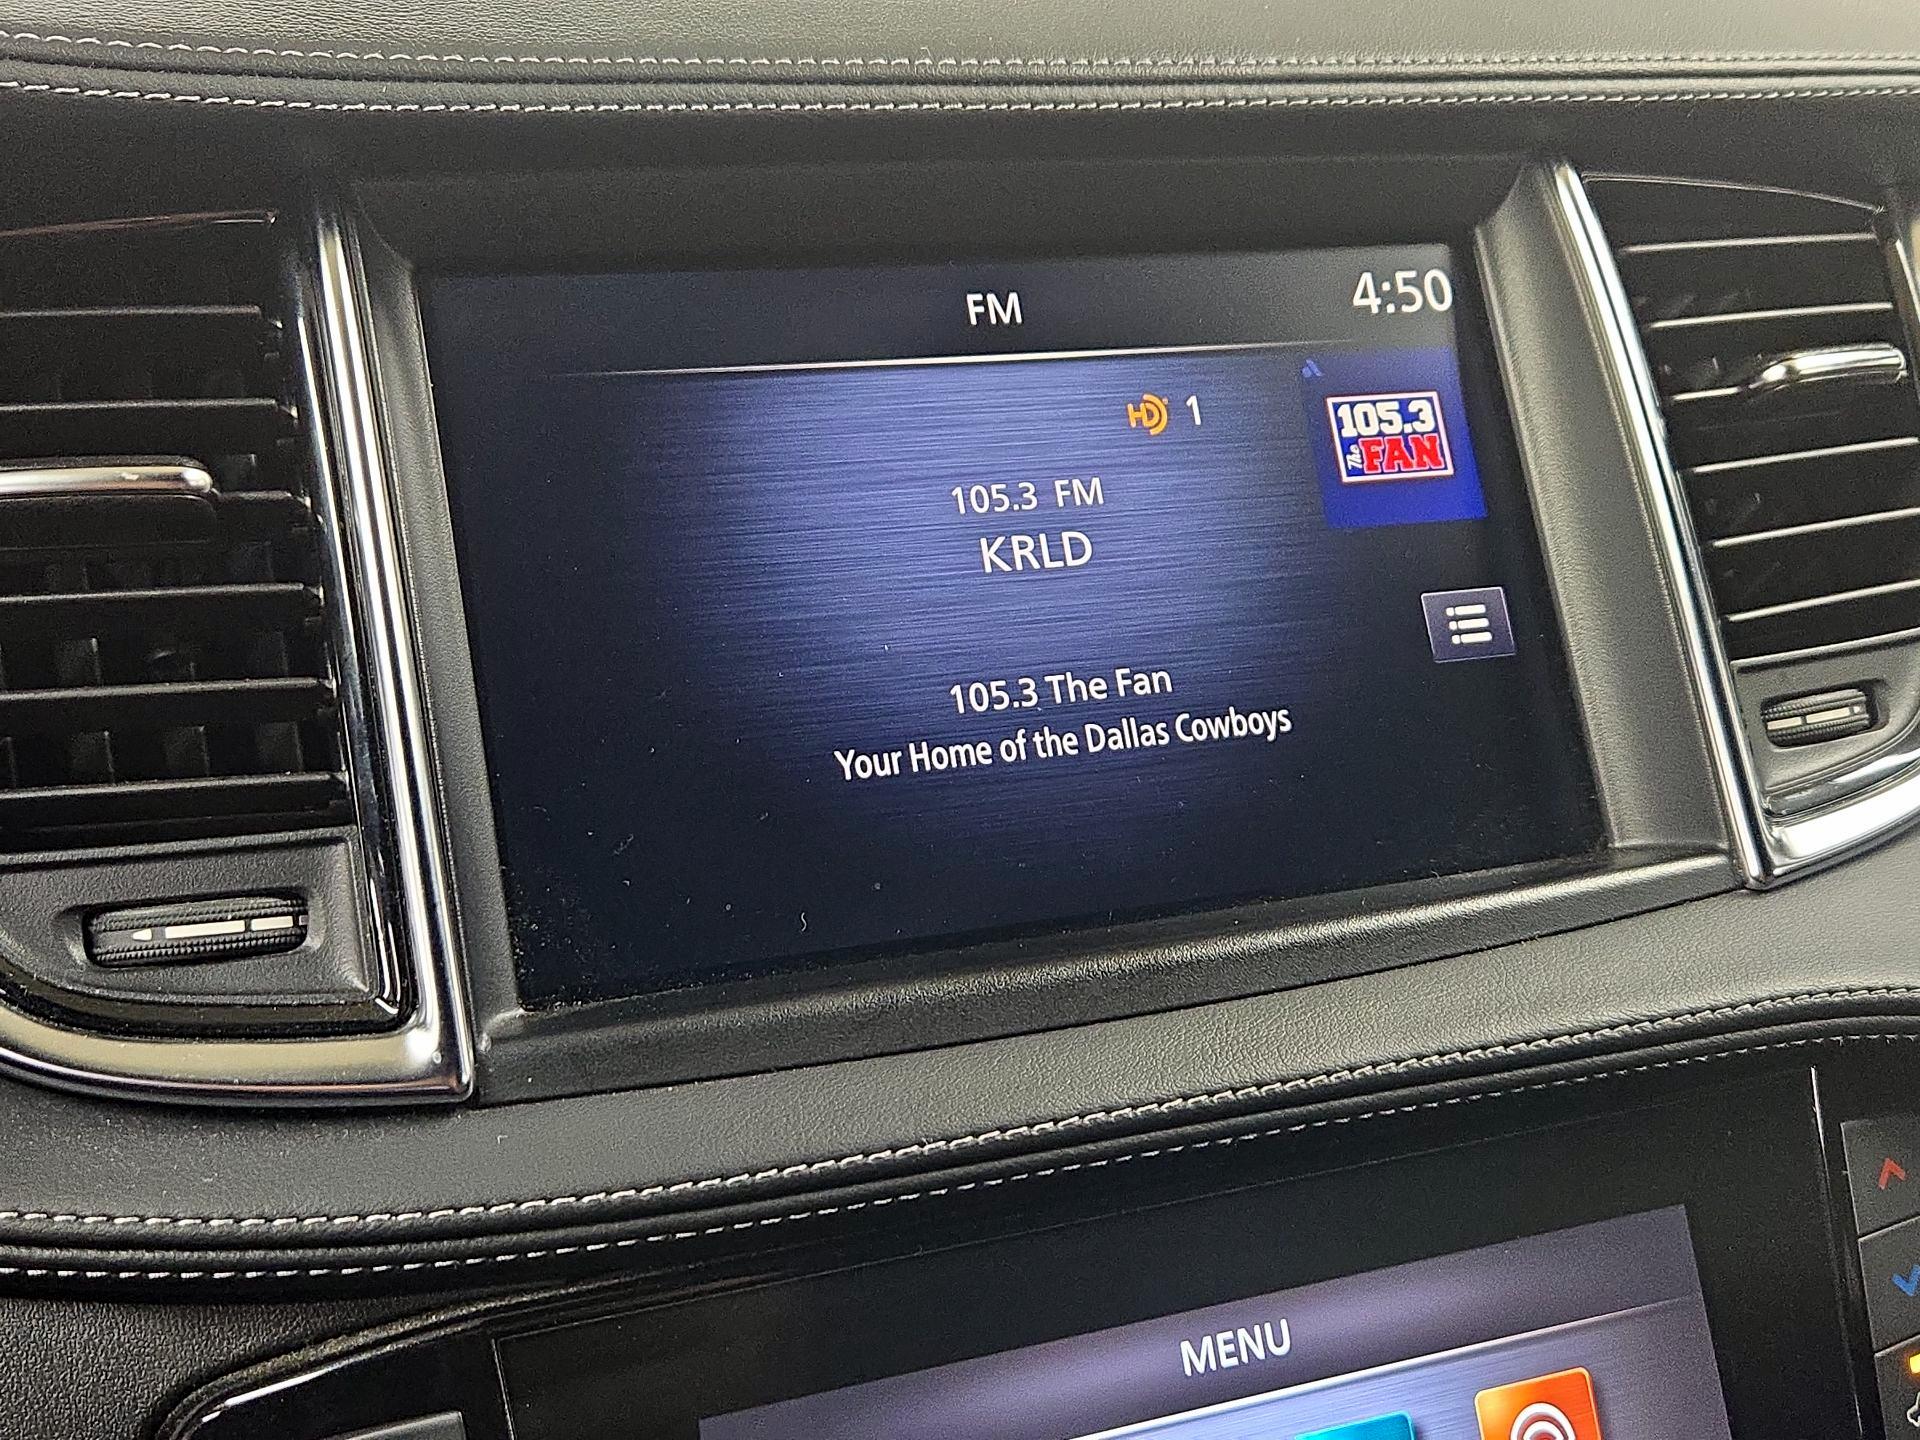 FM
4:50
HD 1
105.3
The FAN
105.3 FM
KRLD
105.3 The Fan
Your Home of the Dallas Cowboys
MENU